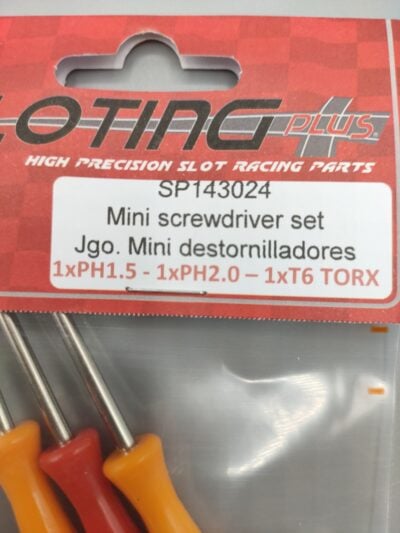 LOTING PLUS
HIGH PRECISION SLOT RACING PARTS
SP143024
Mini screwdriver set
Jgo. Mini destornilladores
1xPH1.5 - 1xPH2.0 – 1xT6 TORX